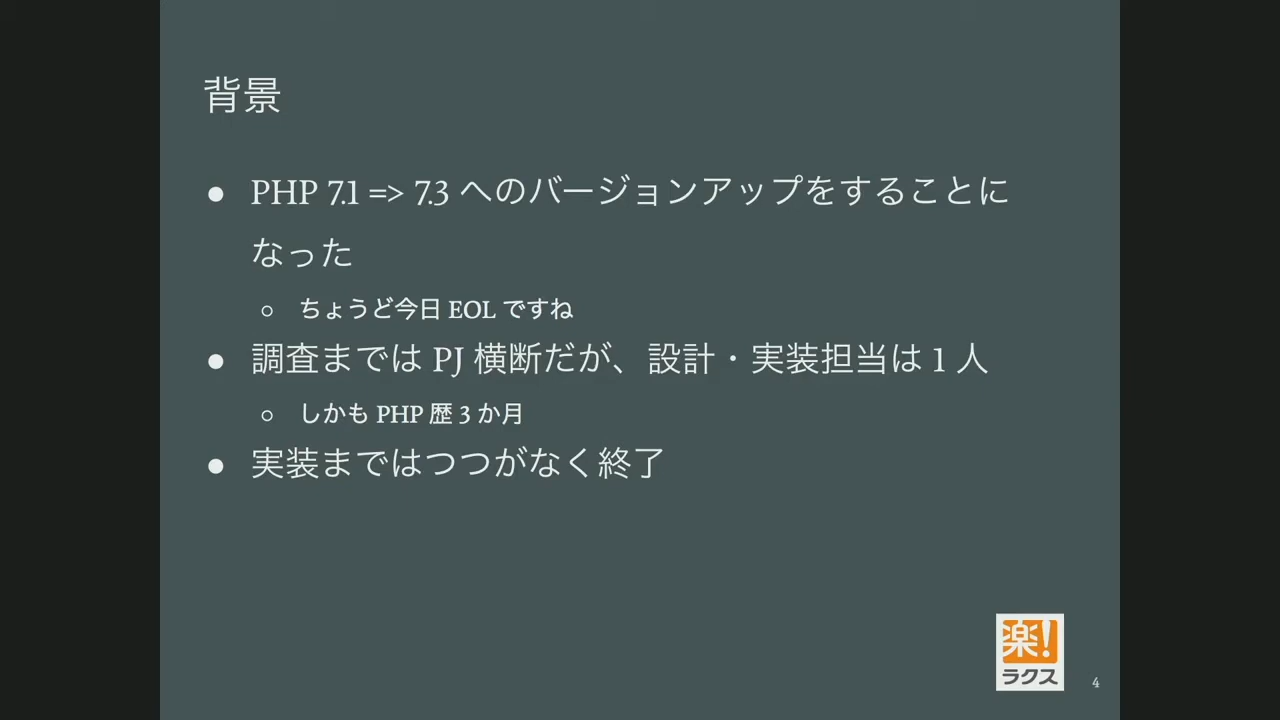 背景
● PHP 7.1 => 7.3 へのバージョンアップをすることに
なった
○ ちょうど今日 EOL ですね
● 調査までは PJ 横断だが、設計・実装担当は 1 人
○ しかも PHP 歴 3 か月
● 実装まではつつがなく終了
楽!
ラクス
4